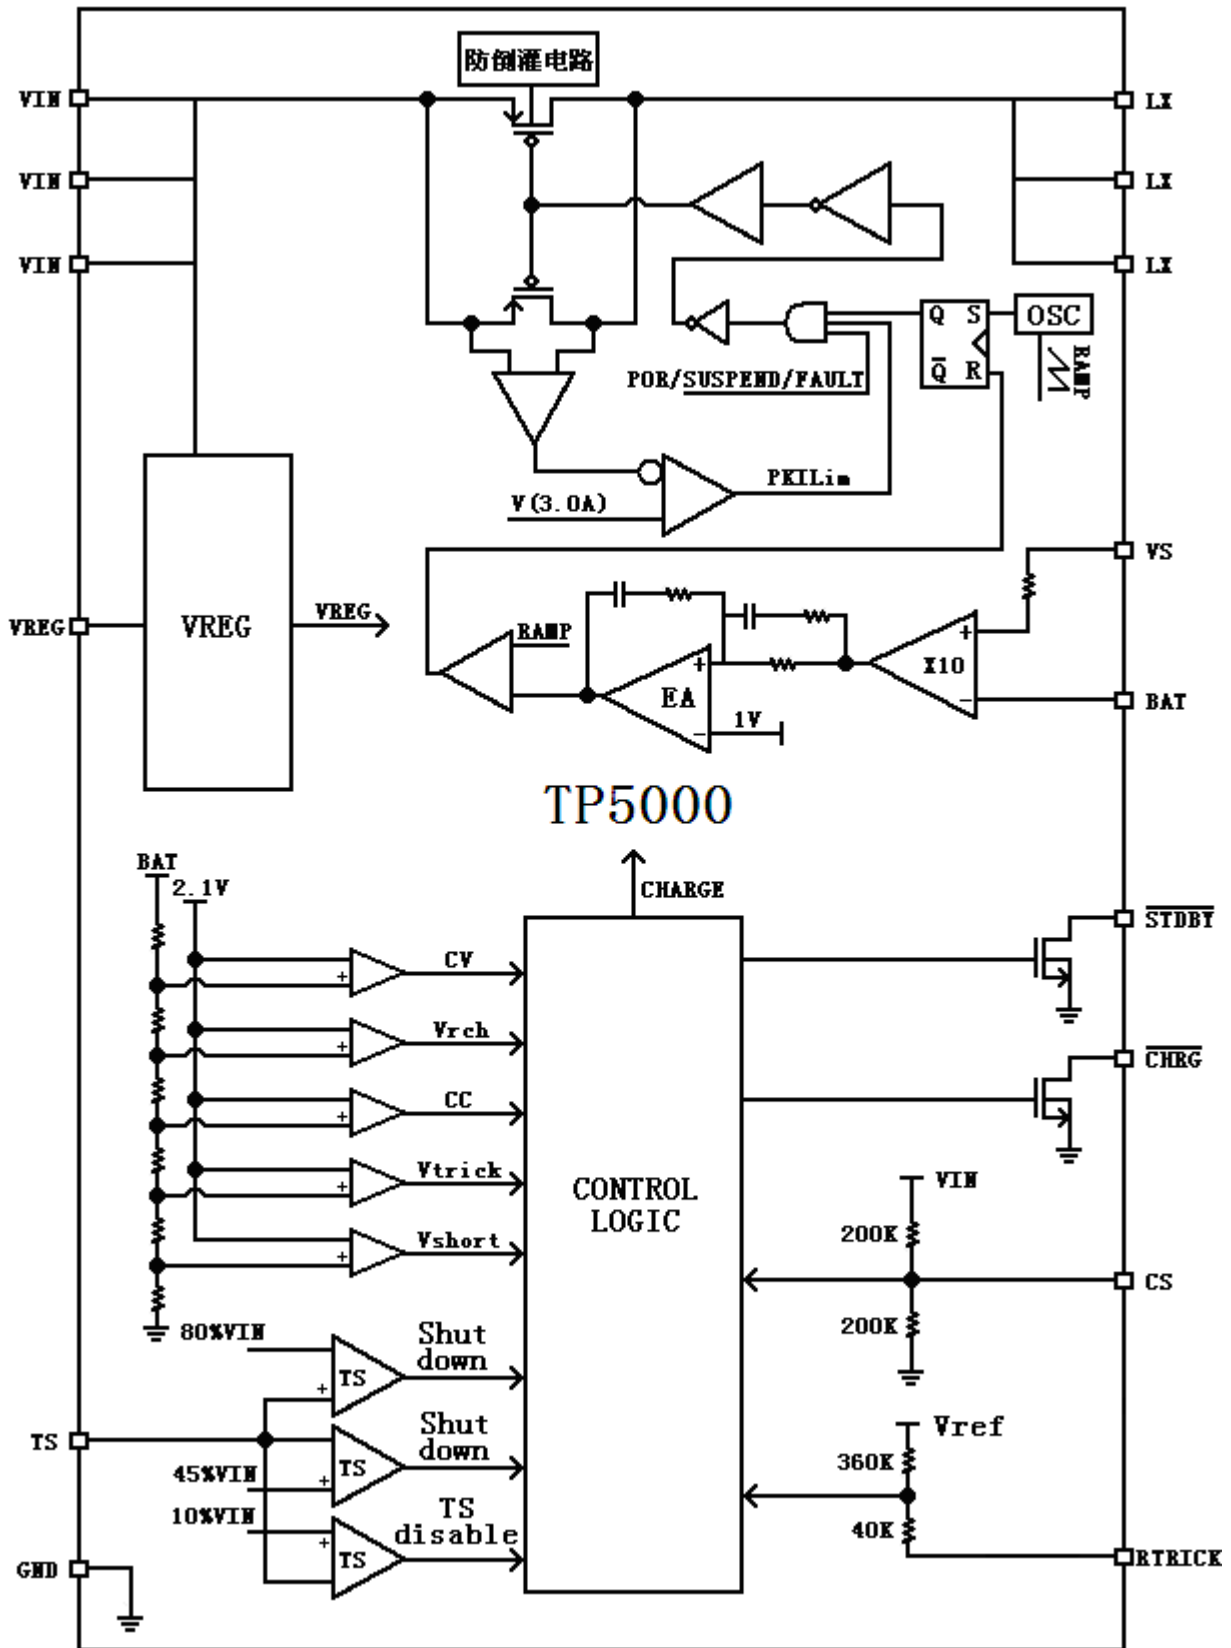 防倒灌电路
VIN
LX
VIN
LX
VIN
LX
Q
S
OSC
Q
R
RAMP
POR/SUSPEND/FAULT
PKILim
V(3.0A)
VS
VREG
VREG
VREG
RAMP
+
X10
-
+
EA
-
1V
BAT
TP5000
BAT
2.1V
CHARGE
STDBY
+
CV
+
Vrch
CHRG
+
CC
+
Vtrick
CONTROL
LOGIC
VIN
+
Vshort
200K
CS
200K
80%VIN
Shut
down
+
TS
TS
Shut
down
Vref
45%VIN
+
TS
360K
10%VIN
TS
disable
+
TS
40K
GND
RTRICK